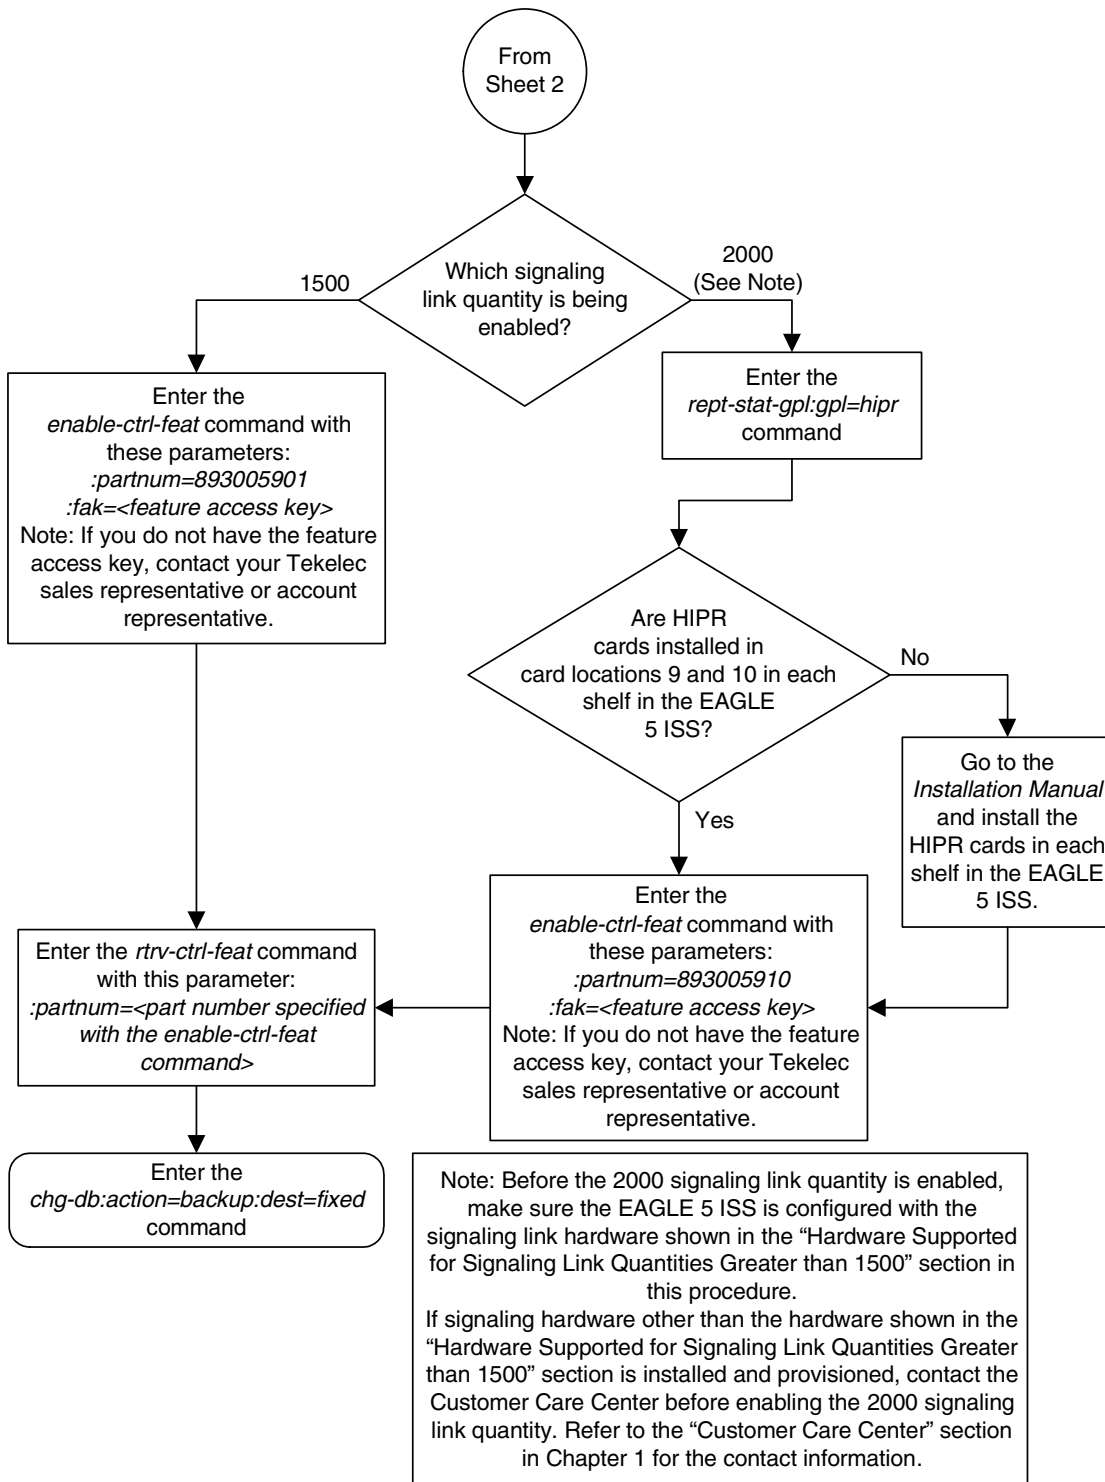 From
Sheet 2
Which signaling
link quantity is being
enabled?
1500
2000
(See Note)
Enter the
enable-ctrl-feat command with
these parameters:
:partnum=893005901
:fak=<feature access key>
Note: If you do not have the feature
access key, contact your Tekelec
sales representative or account
representative.
Enter the
rept-stat-gpl:gpl=hipr
command
Are HIPR
cards installed in
card locations 9 and 10 in each
shelf in the EAGLE
5 ISS?
No
Yes
Go to the
Installation Manual
and install the
HIPR cards in each
shelf in the EAGLE
5 ISS.
Enter the
enable-ctrl-feat command with
these parameters:
:partnum=893005910
:fak=<feature access key>
Note: If you do not have the feature
access key, contact your Tekelec
sales representative or account
representative.
Enter the rtrv-ctrl-feat command
with this parameter:
:partnum=<part number specified
with the enable-ctrl-feat
command>
Enter the
chg-db:action=backup:dest=fixed
command
Note: Before the 2000 signaling link quantity is enabled,
make sure the EAGLE 5 ISS is configured with the
signaling link hardware shown in the “Hardware Supported
for Signaling Link Quantities Greater than 1500” section in
this procedure.
If signaling hardware other than the hardware shown in the
“Hardware Supported for Signaling Link Quantities Greater
than 1500” section is installed and provisioned, contact the
Customer Care Center before enabling the 2000 signaling
link quantity. Refer to the “Customer Care Center” section
in Chapter 1 for the contact information.